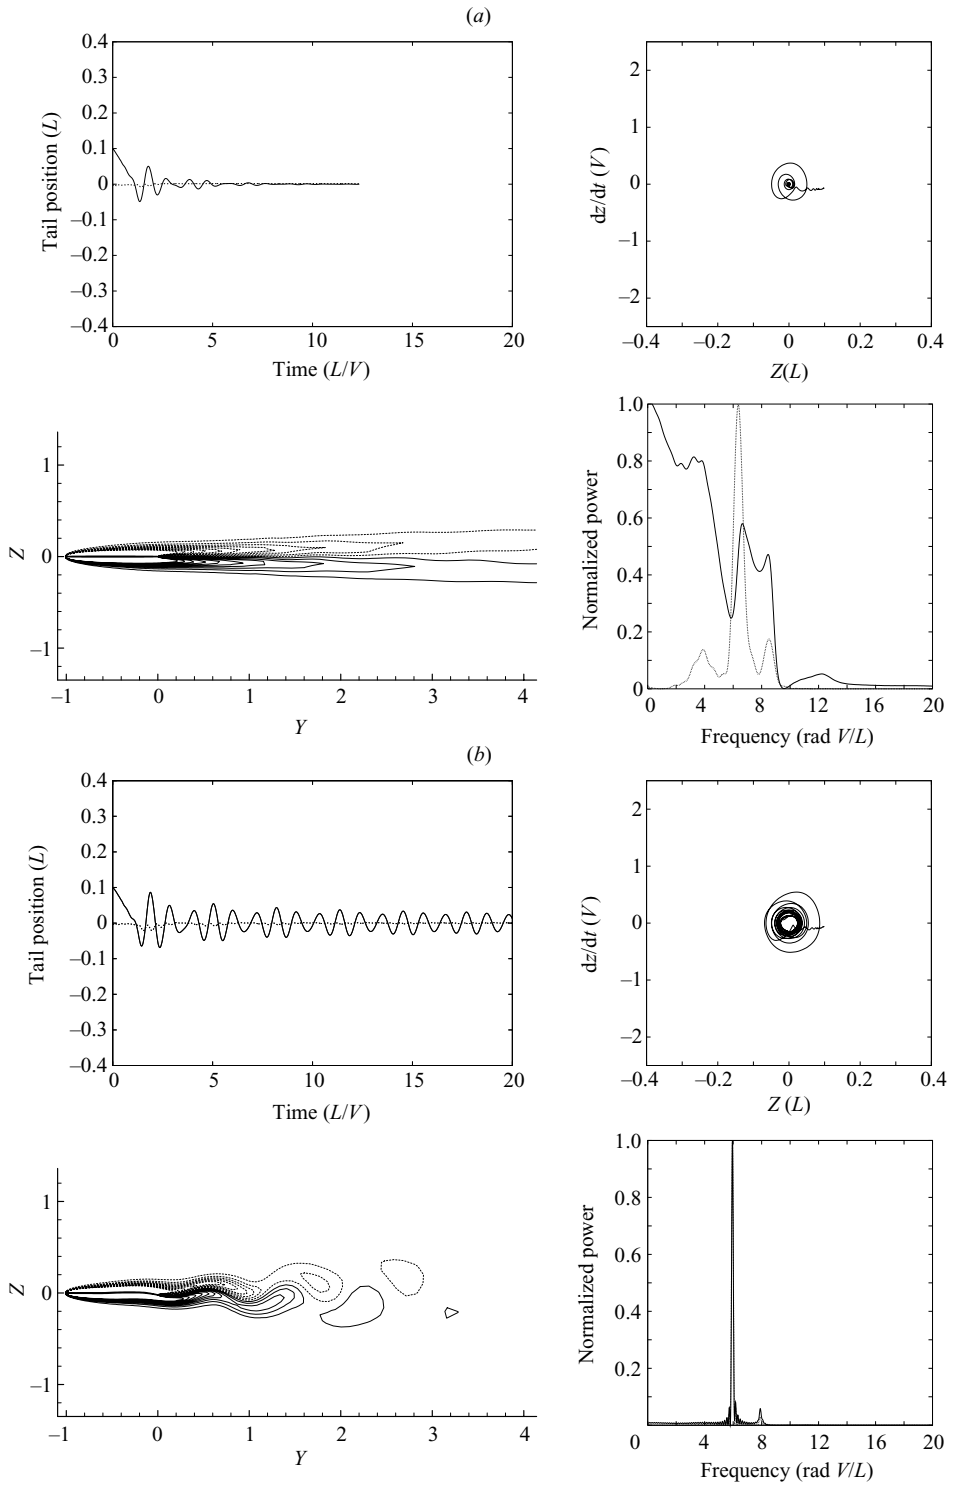 (a)
0.4
0.3
0.2
0.1
0
–0.1
–0.2
–0.3
–0.4
Tail position (L)
0 5 10 15 20
Time (L/V)
2
1
0
–1
–2
dz/dt (V)
–0.4 –0.2 0 0.2 0.4
Z(L)
1
0
–1
Z
–1 0 1 2 3 4
Y
1.0
0.8
0.6
0.4
0.2
0
Normalized power
0 4 8 12 16 20
Frequency (rad V/L)
(b)
0.4
0.3
0.2
0.1
0
–0.1
–0.2
–0.3
–0.4
Tail position (L)
0 5 10 15 20
Time (L/V)
2
1
0
–1
–2
dz/dt (V)
–0.4 –0.2 0 0.2 0.4
Z (L)
1
0
–1
Z
–1 0 1 2 3 4
Y
1.0
0.8
0.6
0.4
0.2
Normalized power
0 4 8 12 16 20
Frequency (rad V/L)